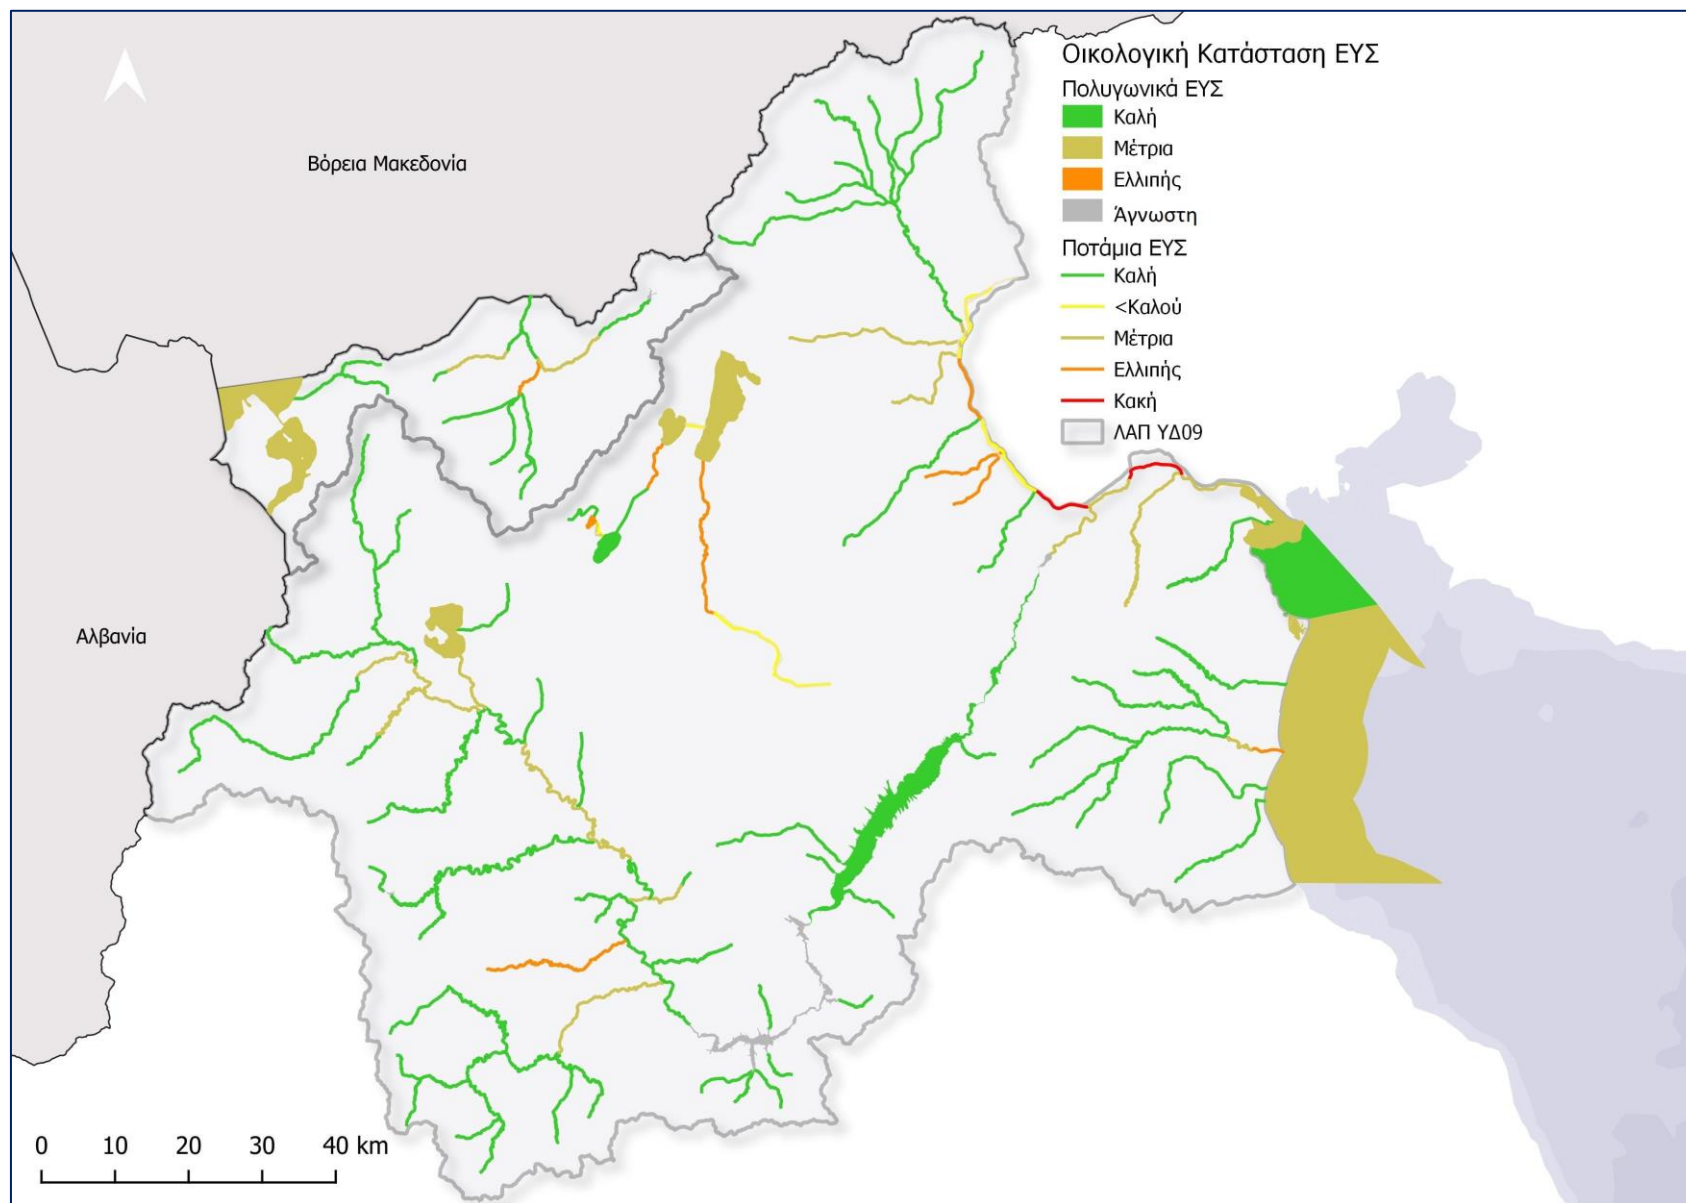 Οικολογική Κατάσταση ΕΥΣ
Πολυγωνικά ΕΥΣ
Καλή
Μέτρια
Ελλιπής
Άγνωστη
Ποτάμια ΕΥΣ
Καλή
<Καλού
Μέτρια
Ελλιπής
Κακή
ΛΑΠ ΥΔ09
Βόρεια Μακεδονία
Αλβανία
0 10 20 30 40 km